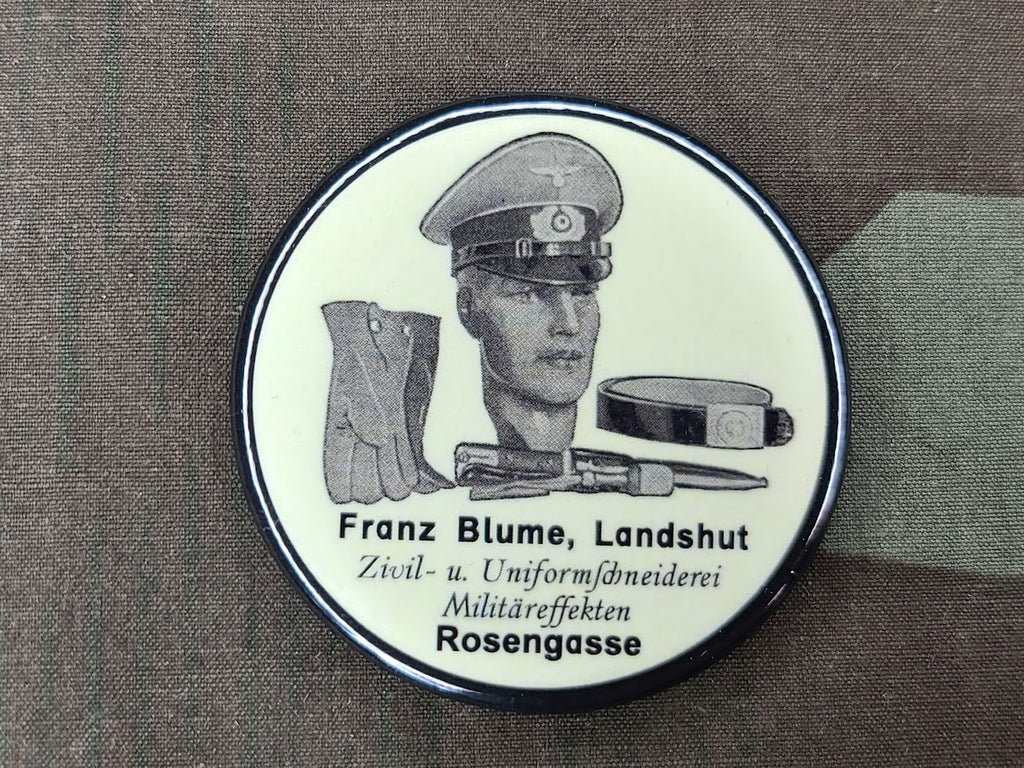 Franz Blume, Landshut
Zivil- u. Uniformſchneiderei
Militäreffekten
Rosengasse